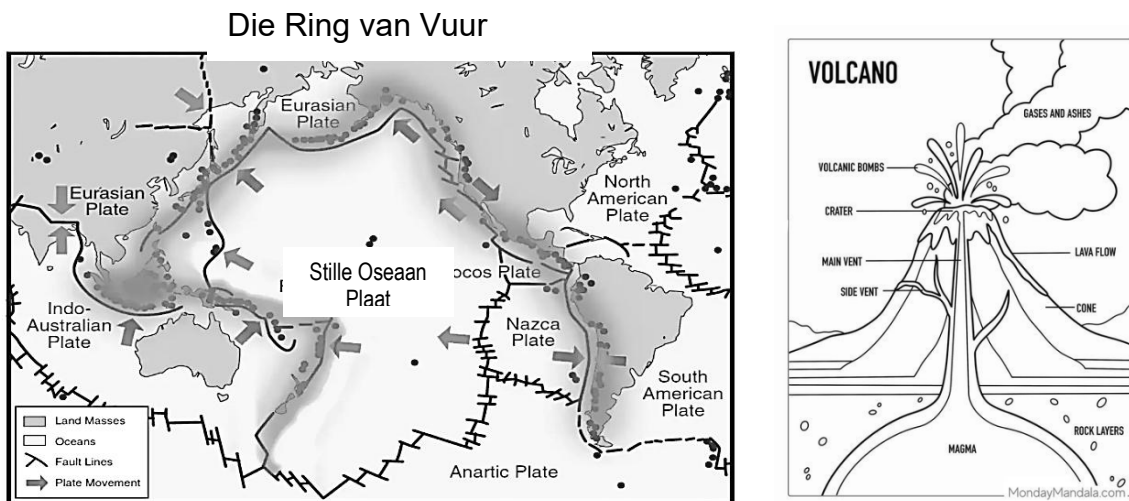 Die Ring van Vuur
Eurasian
Plate
Eurasian
Plate
North
American
Plate
Stille Oseaan
Plaat
ocos Plate
Indo-
Australian
Plate
Nazca
Plate
South
American
Plate
Anartic Plate
Land Masses
Oceans
Fault Lines
Plate Movement
VOLCANO
GASES AND ASHES
VOLCANIC BOMBS
CRATER
LAVA FLOW
MAIN VENT
SIDE VENT
CONE
ROCK LAYERS
MAGMA
MondayMandala.com